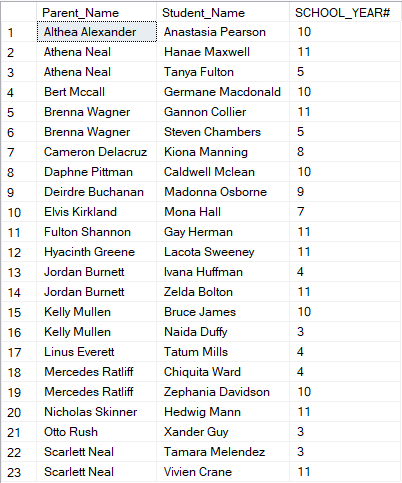 Parent_Name Student_Name SCHOOL_YEAR#
1 Althea Alexander Anastasia Pearson 10
2 Athena Neal Hanae Maxwell 11
3 Athena Neal Tanya Fulton 5
4 Bert Mccall Germane Macdonald 10
5 Brenna Wagner Gannon Collier 11
6 Brenna Wagner Steven Chambers 5
7 Cameron Delacruz Kiona Manning 8
8 Daphne Pittman Caldwell Mclean 10
9 Deirdre Buchanan Madonna Osborne 9
10 Elvis Kirkland Mona Hall 7
11 Fulton Shannon Gay Herman 11
12 Hyacinth Greene Lacota Sweeney 11
13 Jordan Burnett Ivana Huffman 4
14 Jordan Burnett Zelda Bolton 11
15 Kelly Mullen Bruce James 10
16 Kelly Mullen Naida Duffy 3
17 Linus Everett Tatum Mills 4
18 Mercedes Ratliff Chiquita Ward 4
19 Mercedes Ratliff Zephania Davidson 10
20 Nicholas Skinner Hedwig Mann 11
21 Otto Rush Xander Guy 3
22 Scarlett Neal Tamara Melendez 3
23 Scarlett Neal Vivien Crane 11